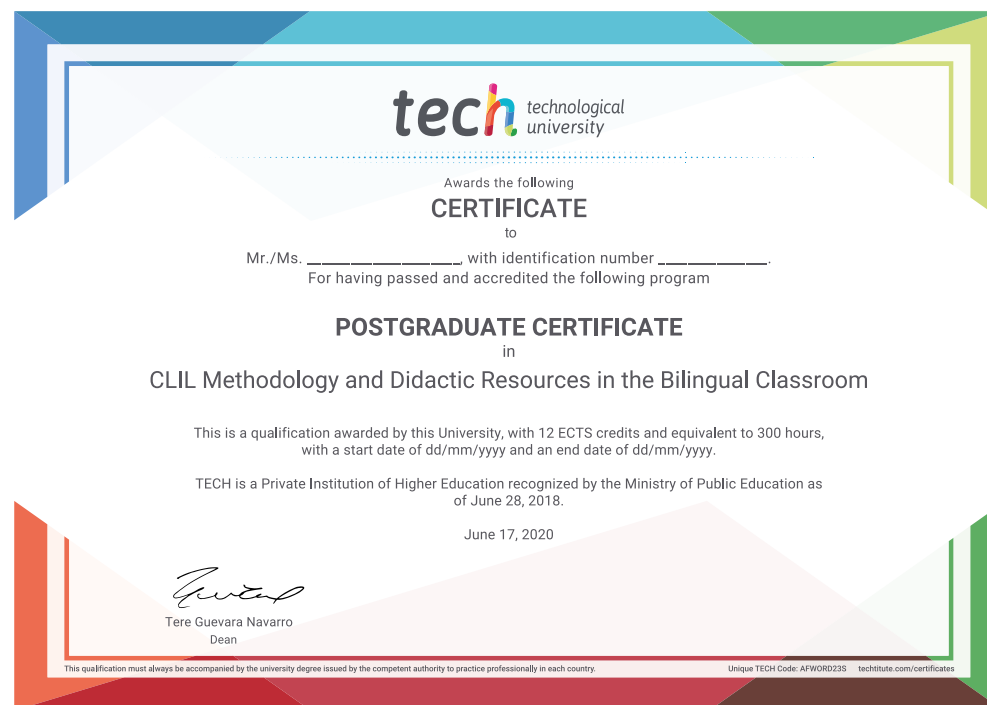 tech technological
university
Awards the following
CERTIFICATE
to
Mr./Ms. ____________________, with identification number ______________.
For having passed and accredited the following program
POSTGRADUATE CERTIFICATE
in
CLIL Methodology and Didactic Resources in the Bilingual Classroom
This is a qualification awarded by this University, with 12 ECTS credits and equivalent to 300 hours,
with a start date of dd/mm/yyyy and an end date of dd/mm/yyyy.
TECH is a Private Institution of Higher Education recognized by the Ministry of Public Education as
of June 28, 2018.
June 17, 2020
Tere Guevara Navarro
Dean
This qualification must always be accompanied by the university degree issued by the competent authority to practice professionally in each country.
Unique TECH Code: AFWORD23S techtitute.com/certificates